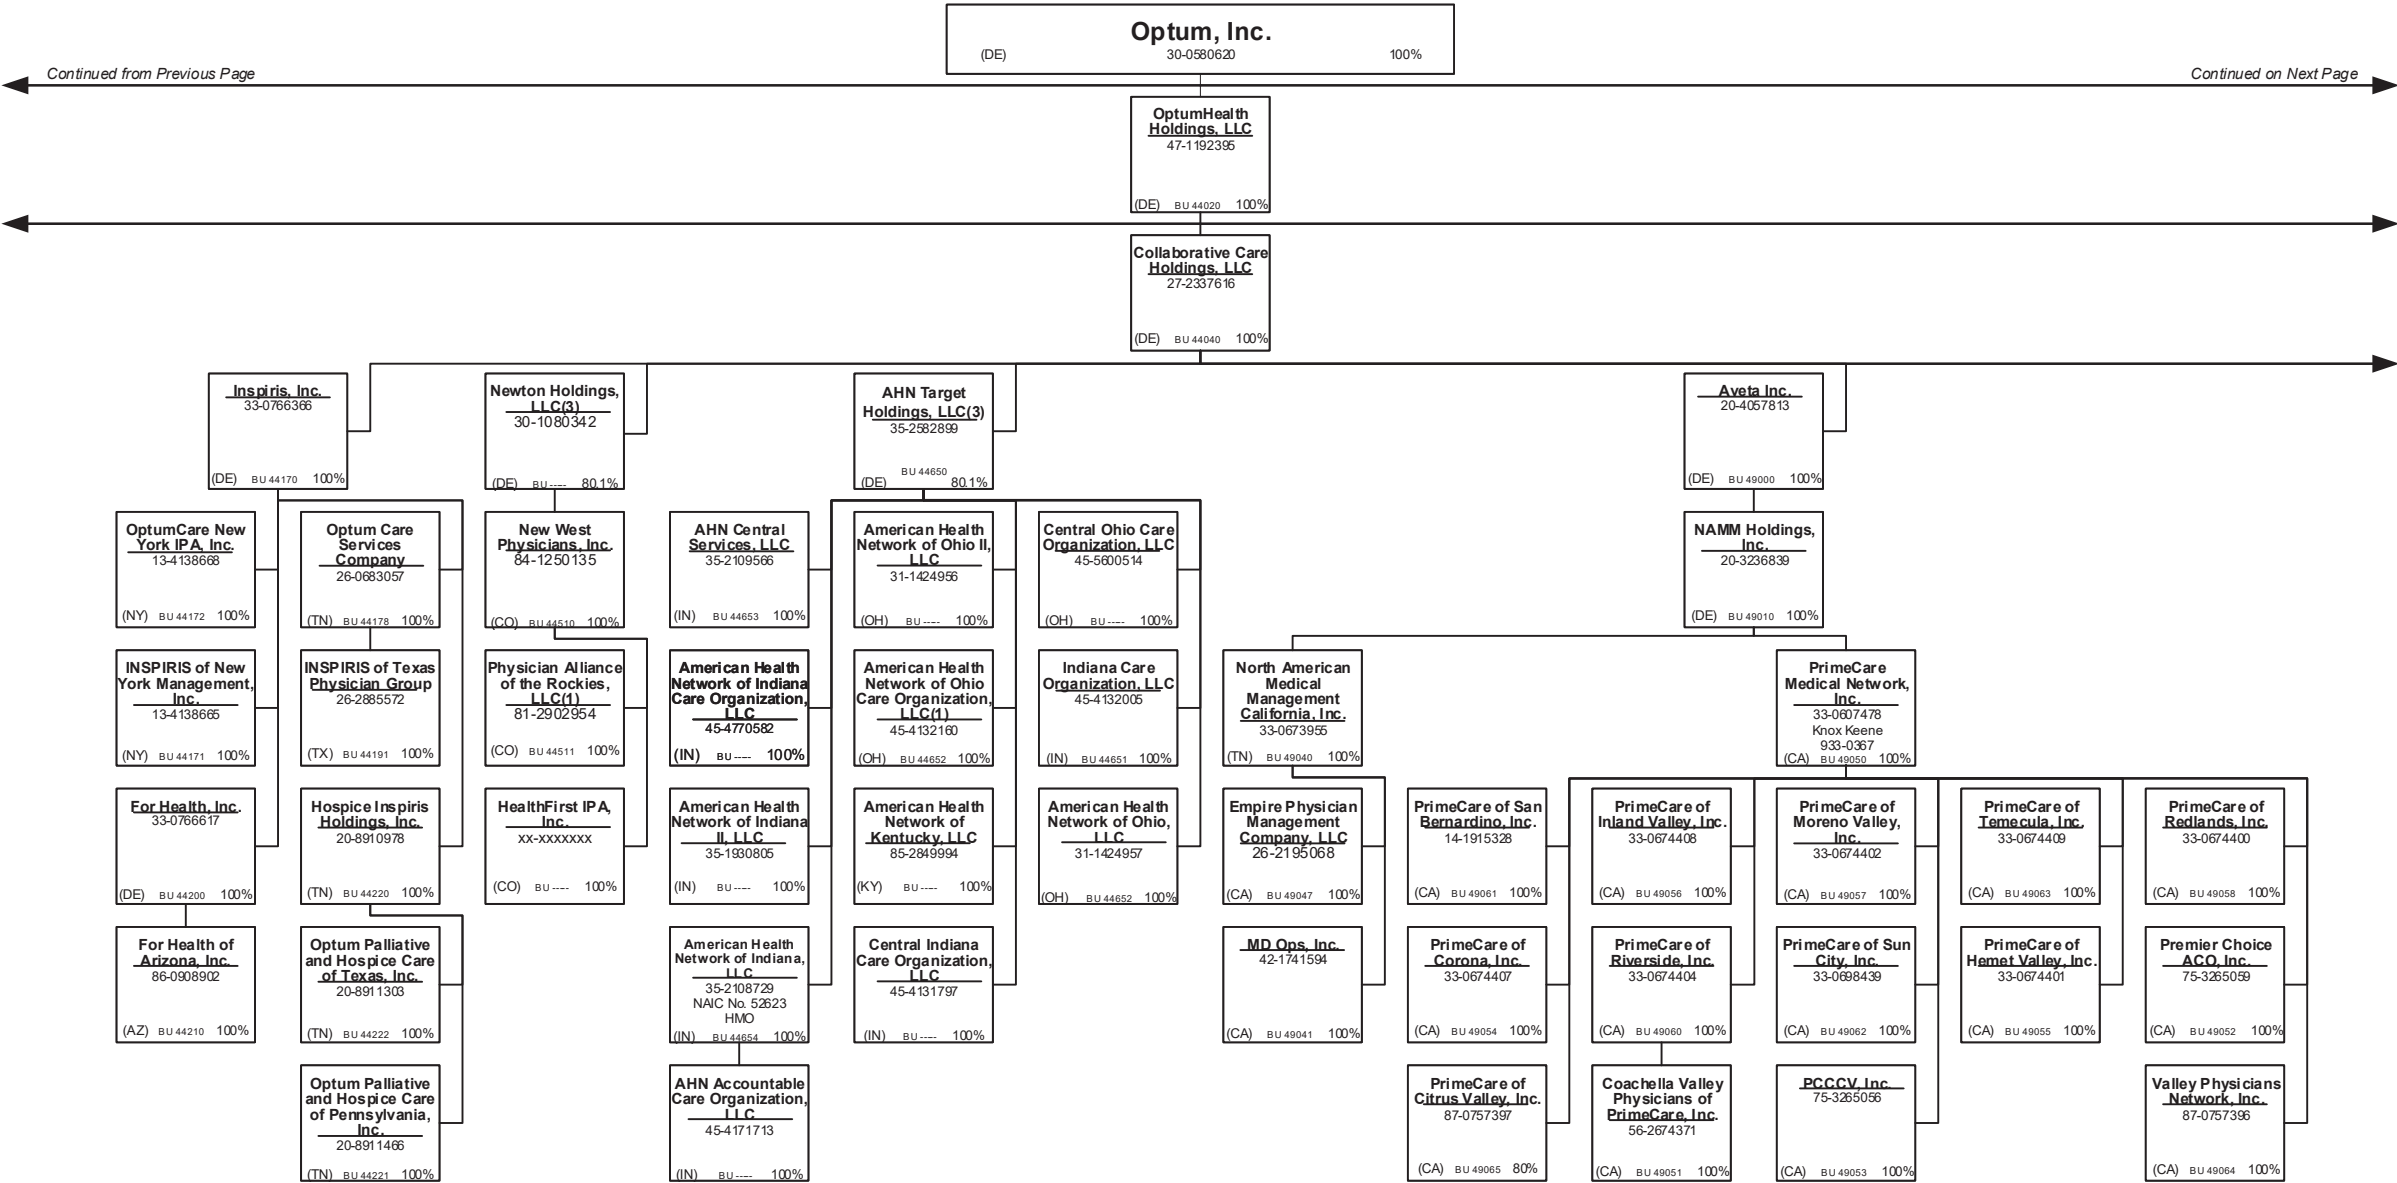 Optum, Inc.
(DE) 30-0580620 100%
Continued from Previous Page
Continued on Next Page
OptumHealth
Holdings, LLC
47-1192395
(DE) BU 44020 100%
Collaborative Care
Holdings, LLC
27-2337616
(DE) BU 44040 100%
Inspiris, Inc.
33-0766366
(DE) BU 44170 100%
Newton Holdings,
LLC(3)
30-1080342
(DE) BU ----- 80.1%
AHN Target
Holdings, LLC(3)
35-2582899
BU 44650
(DE) 80.1%
Aveta Inc.
20-4057813
(DE) BU 49000 100%
OptumCare New
York IPA, Inc.
13-4138668
(NY) BU 44172 100%
Optum Care
Services
Company
26-0683057
(TN) BU 44178 100%
New West
Physicians, Inc.
84-1250135
(CO) BU 44510 100%
AHN Central
Services, LLC
35-2109566
(IN) BU 44653 100%
American Health
Network of Ohio II,
LLC
31-1424956
(OH) BU ----- 100%
Central Ohio Care
Organization, LLC
45-5600514
(OH) BU ----- 100%
NAMM Holdings,
Inc.
20-3236839
(DE) BU 49010 100%
INSPIRIS of New
York Management,
Inc.
13-4138665
(NY) BU 44171 100%
INSPIRIS of Texas
Physician Group
26-2885572
(TX) BU 44191 100%
Physician Alliance
of the Rockies,
LLC(1)
81-2902954
(CO) BU 44511 100%
American Health
Network of Indiana
Care Organization,
LLC
45-4770582
(IN) BU ----- 100%
American Health
Network of Ohio
Care Organization,
LLC(1)
45-4132160
(OH) BU 44652 100%
Indiana Care
Organization, LLC
45-4132005
(IN) BU 44651 100%
North American
Medical
Management
California, Inc.
33-0673955
(TN) BU 49040 100%
PrimeCare
Medical Network,
Inc.
33-0607478
Knox Keene
933-0367
(CA) BU 49050 100%
For Health, Inc.
33-0766617
(DE) BU 44200 100%
Hospice Inspiris
Holdings, Inc.
20-8910978
(TN) BU 44220 100%
HealthFirst IPA,
Inc.
xx-xxxxxxx
(CO) BU ----- 100%
American Health
Network of Indiana
II, LLC
35-1930805
(IN) BU ----- 100%
American Health
Network of
Kentucky, LLC
85-2849994
(KY) BU ----- 100%
American Health
Network of Ohio,
LLC
31-1424957
(OH) BU 44652 100%
Empire Physician
Management
Company, LLC
26-2195068
(CA) BU 49047 100%
PrimeCare of San
Bernardino, Inc.
14-1915328
(CA) BU 49061 100%
PrimeCare of
Inland Valley, Inc.
33-0674408
(CA) BU 49056 100%
PrimeCare of
Moreno Valley,
Inc.
33-0674402
(CA) BU 49057 100%
PrimeCare of
Temecula, Inc.
33-0674409
(CA) BU 49063 100%
PrimeCare of
Redlands, Inc.
33-0674400
(CA) BU 49058 100%
For Health of
Arizona, Inc.
86-0908902
(AZ) BU 44210 100%
Optum Palliative
and Hospice Care
of Texas, Inc.
20-8911303
(TN) BU 44222 100%
American Health
Network of Indiana,
LLC
35-2108729
NAIC No. 52623
HMO
(IN) BU 44654 100%
Central Indiana
Care Organization,
LLC
45-4131797
(IN) BU ----- 100%
MD Ops, Inc.
42-1741594
(CA) BU 49041 100%
PrimeCare of
Corona, Inc.
33-0674407
(CA) BU 49054 100%
PrimeCare of
Riverside, Inc.
33-0674404
(CA) BU 49060 100%
PrimeCare of Sun
City, Inc.
33-0698439
(CA) BU 49062 100%
PrimeCare of
Hemet Valley, Inc.
33-0674401
(CA) BU 49055 100%
Premier Choice
ACO, Inc.
75-3265059
(CA) BU 49052 100%
Optum Palliative
and Hospice Care
of Pennsylvania,
Inc.
20-8911466
(TN) BU 44221 100%
AHN Accountable
Care Organization,
LLC
45-4171713
(IN) BU ----- 100%
PrimeCare of
Citrus Valley, Inc.
87-0757397
(CA) BU 49065 80%
Coachella Valley
Physicians of
PrimeCare, Inc.
56-2674371
(CA) BU 49051 100%
PCCCV, Inc.
75-3265056
(CA) BU 49053 100%
Valley Physicians
Network, Inc.
87-0757396
(CA) BU 49064 100%